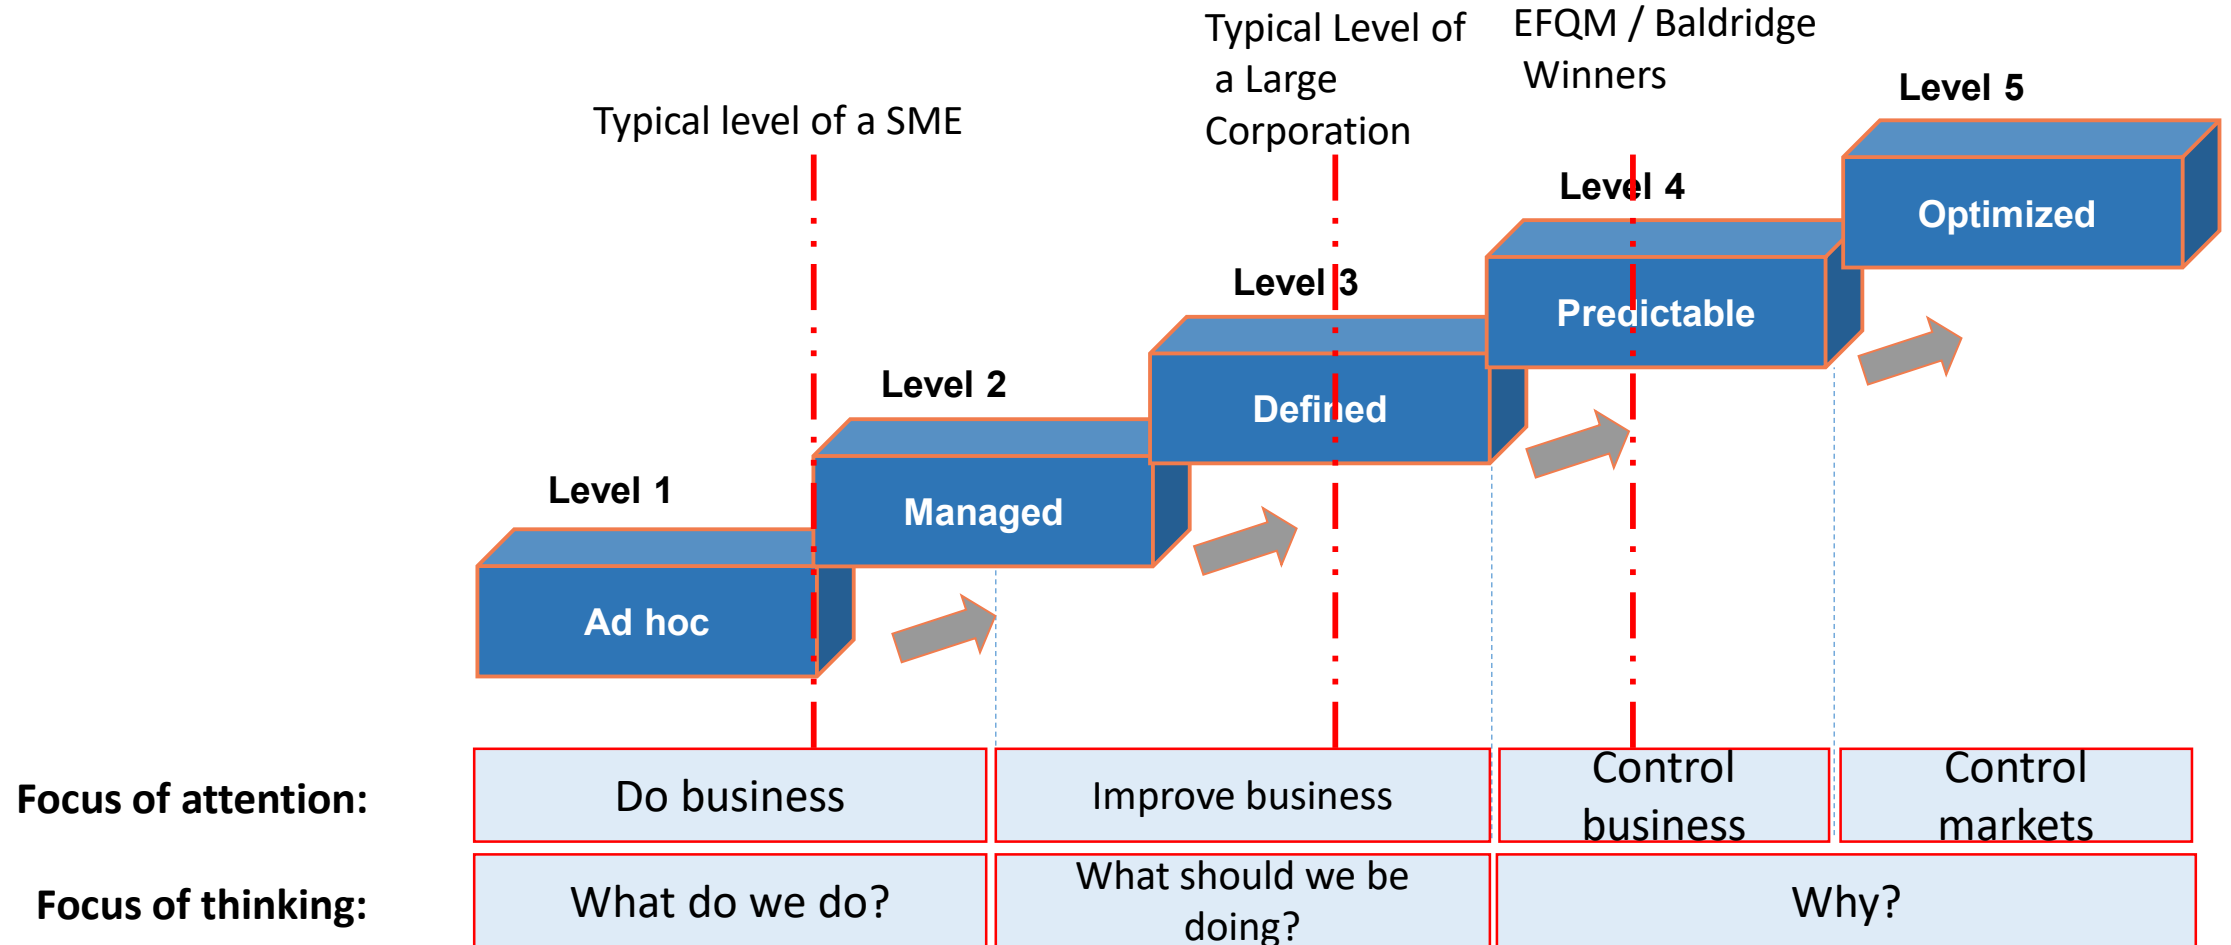 Typical Level of
a Large
Corporation
EFQM / Baldridge
Winners
Typical level of a SME
Level 5
Optimized
Level 4
Predictable
Level 3
Defined
Level 2
Managed
Level 1
Ad hoc
Focus of attention:
Do business
Improve business
Control
business
Control
markets
Focus of thinking:
What do we do?
What should we be
doing?
Why?